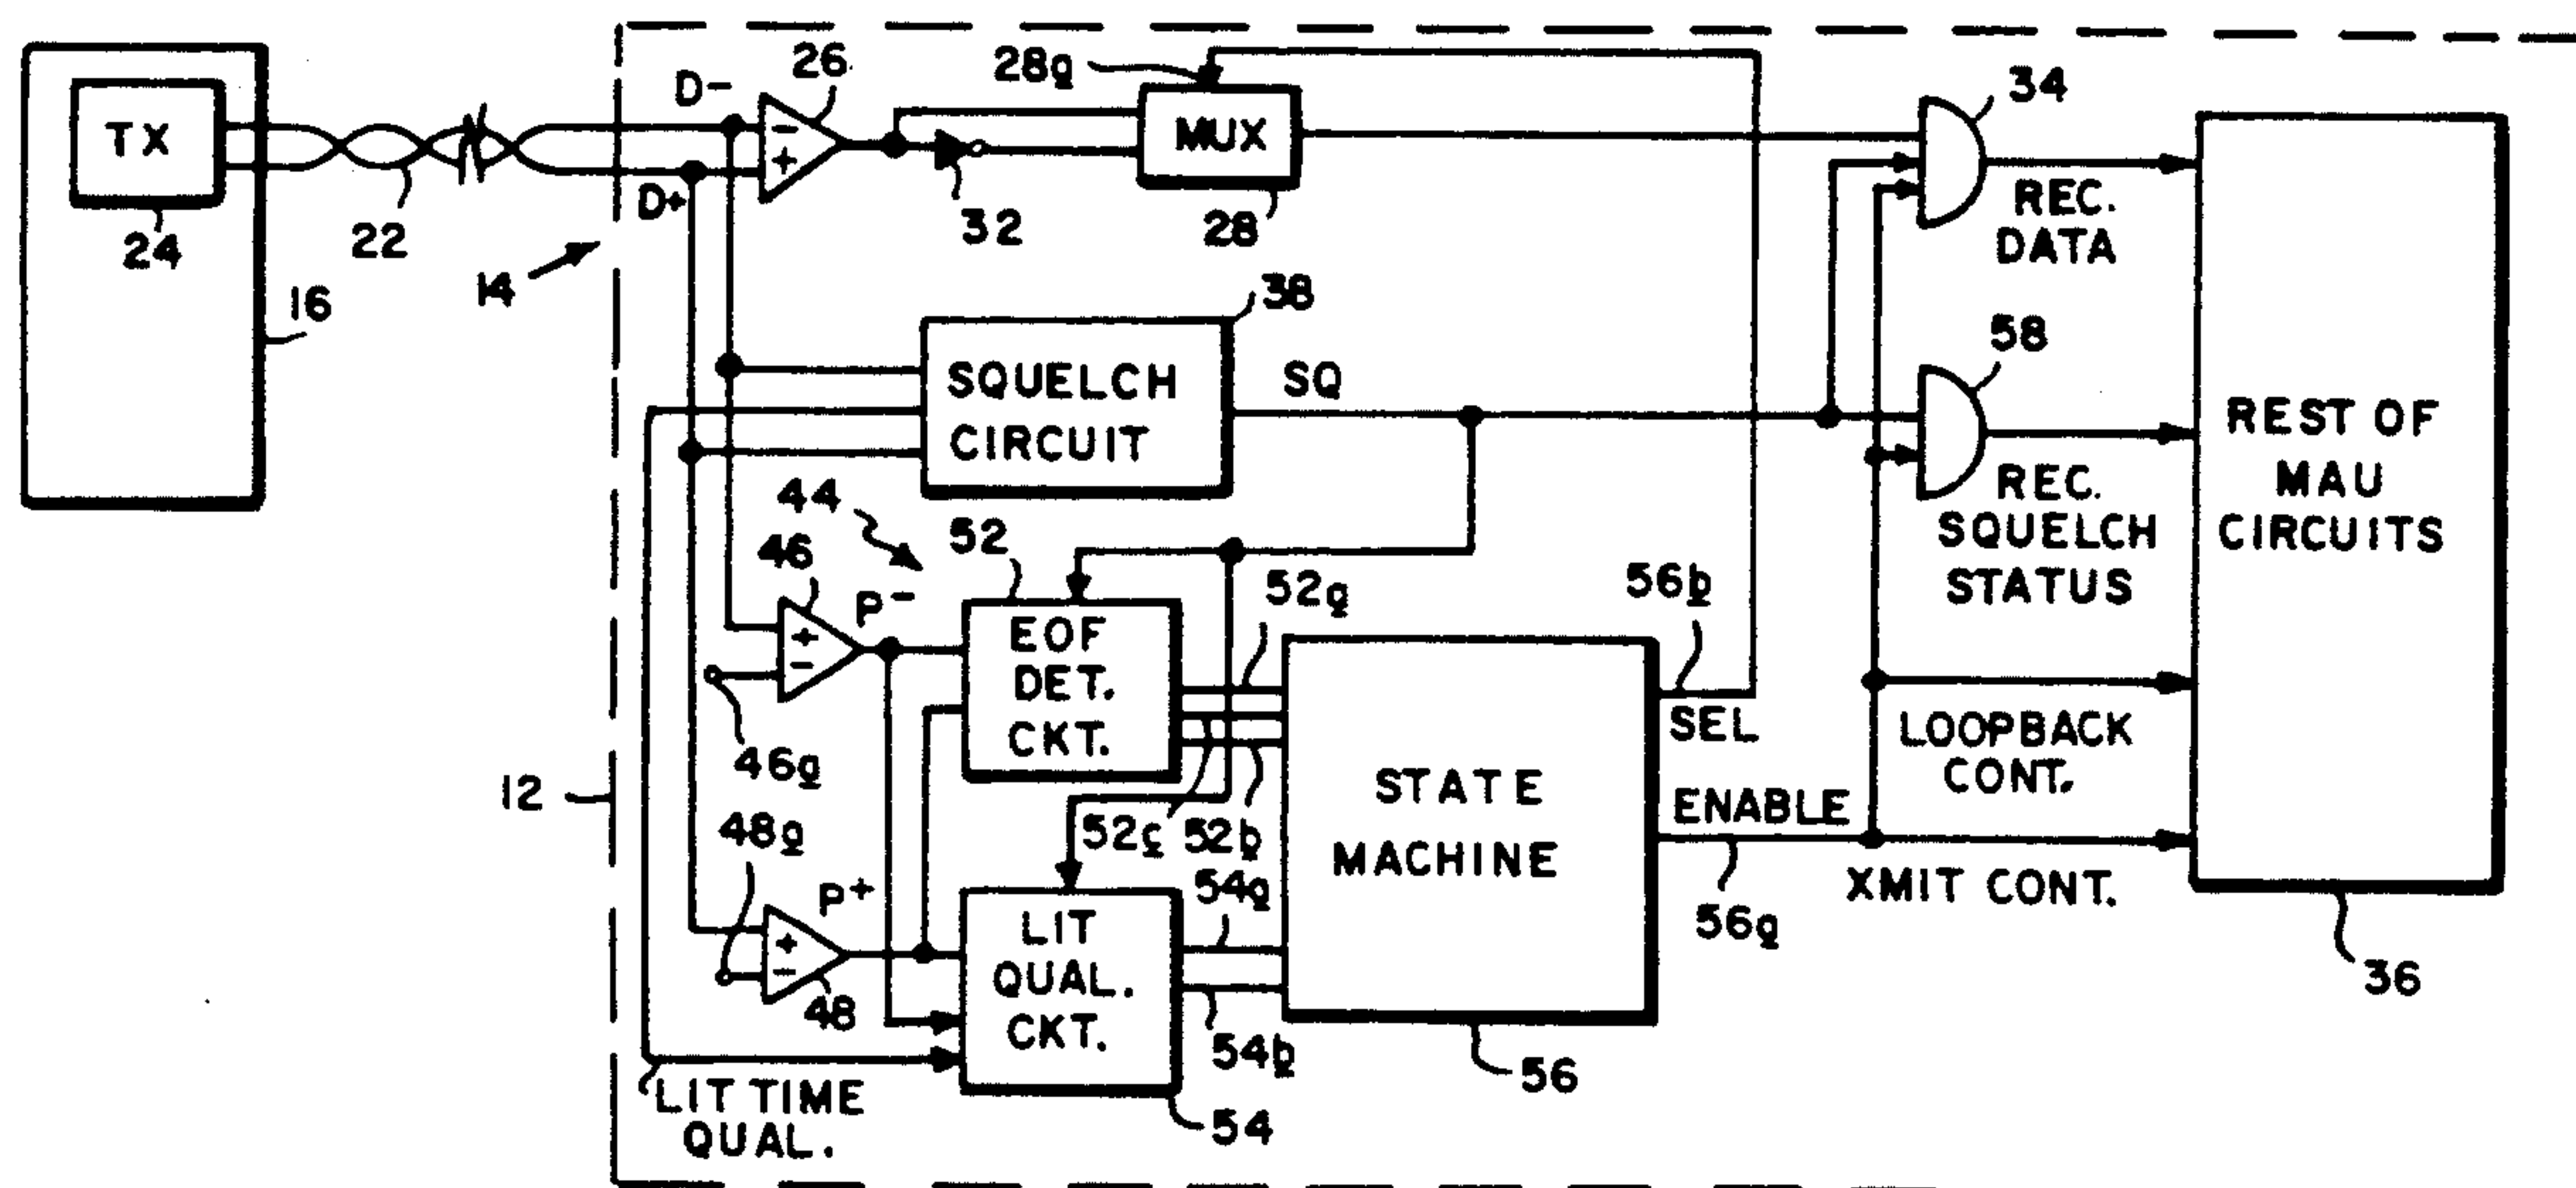 TX
24
16
22
14
12
D-
D+
26
-
+
32
28a
MUX
28
34
REC.
DATA
38
SQUELCH
CIRCUIT
SQ
58
REC.
SQUELCH
STATUS
REST OF
MAU
CIRCUITS
36
44
46
+
-
46a
P-
52
EOF
DET.
CKT.
52a
52c
52b
48a
+
-
48
P+
LIT
QUAL.
CKT.
54
54a
54b
LIT TIME
QUAL.
STATE
MACHINE
56
56b
SEL
ENABLE
56a
LOOPBACK
CONT.
XMIT CONT.